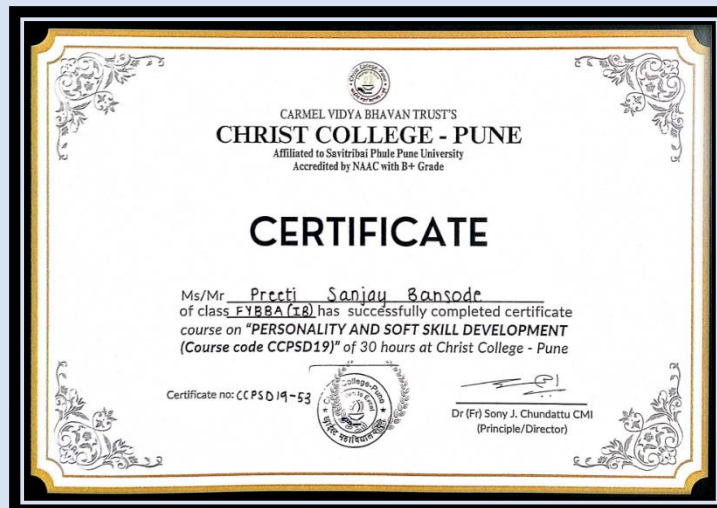 CARMEL VIDYA BHAVAN TRUST'S
CHRIST COLLEGE - PUNE
Affiliated to Savitribai Phule Pune University
Accredited by NAAC with B+ Grade
CERTIFICATE
Ms/Mr Preeti Sanjay Bansode
of class FYBBA (IB) has successfully completed certificate
course on "PERSONALITY AND SOFT SKILL DEVELOPMENT
(Course code CCPSD19)" of 30 hours at Christ College - Pune
Certificate no: CCPSD19-53
Dr (Fr) Sony J. Chundattu CMI
(Principle/Director)